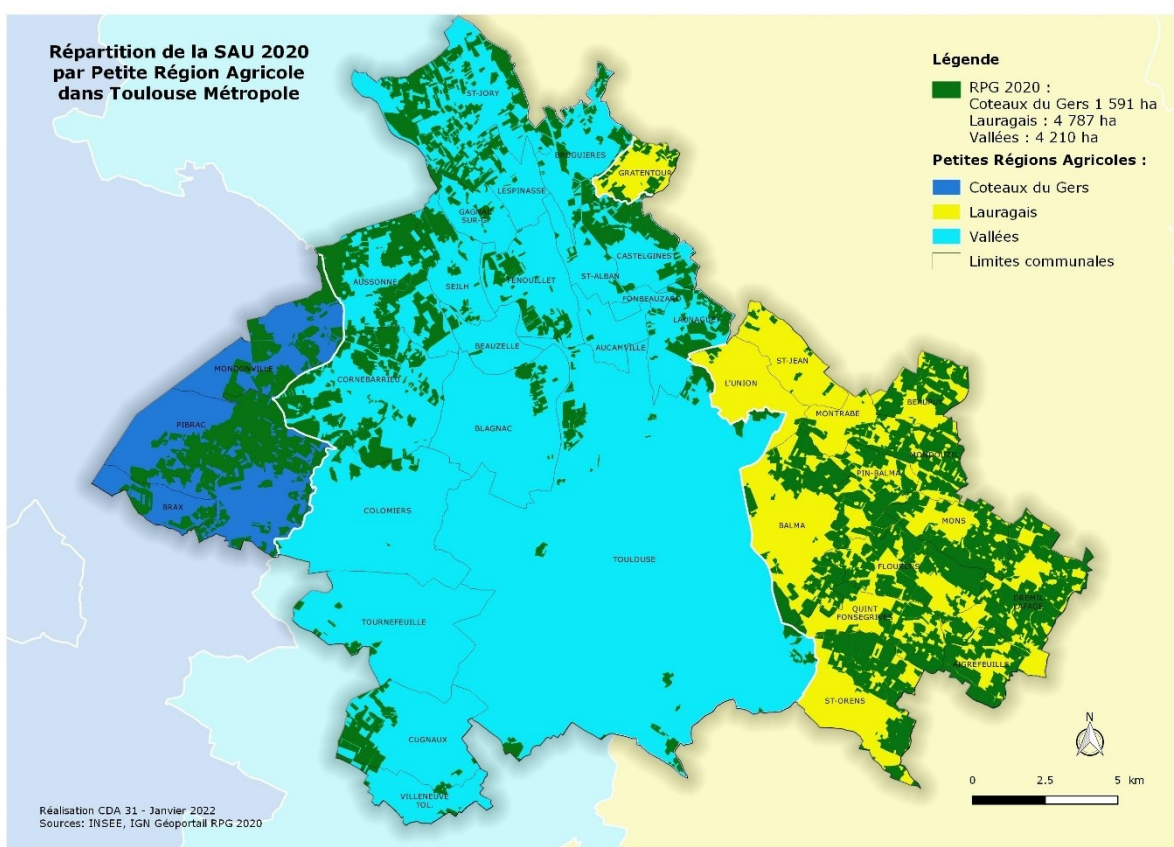 Répartition de la SAU 2020
par Petite Région Agricole
dans Toulouse Métropole
Légende
RPG 2020 :
Coteaux du Gers 1 591 ha
Lauragais : 4 787 ha
Vallées : 4 210 ha
Petites Régions Agricoles :
Coteaux du Gers
Lauragais
Vallées
Limites communales
ST-JORY
BRUGUIERES
GRATENTOUR
LESPINASSE
GAGNAC
SUR-G.
CASTELGINEST
AUSSONNE
SEILH
FENOUILLET
ST-ALBAN
FONBEAUZARD
LAUNAGUET
BEAUZELLE
AUCAMVILLE
ST-JEAN
MONDONVILLE
CORNEBARRIEU
L'UNION
BEAUPUY
MONTRABE
PIBRAC
BLAGNAC
MONDOUZIL
PIN-BALMA
BRAX
COLOMIERS
BALMA
MONS
TOULOUSE
FLOURENS
DREMIL
LAFAGE
TOURNEFEUILLE
QUINT
FONSEGRIVES
AIGREFEUILLE
ST-ORENS
CUGNAUX
VILLENEUVE
TOL.
N
0 2.5 5 km
Réalisation CDA 31 - Janvier 2022
Sources: INSEE, IGN Géoportail RPG 2020